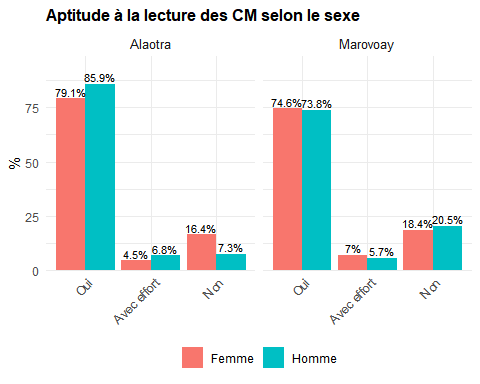 Aptitude à la lecture des CM selon le sexe
Alaotra Marovoay
79.1% 85.9% 4.5% 6.8% 16.4% 7.3%
74.6% 73.8% 7% 5.7% 18.4% 20.5%
%
75
50
25
0
Oui Avec effort Non Oui Avec effort Non
Femme Homme